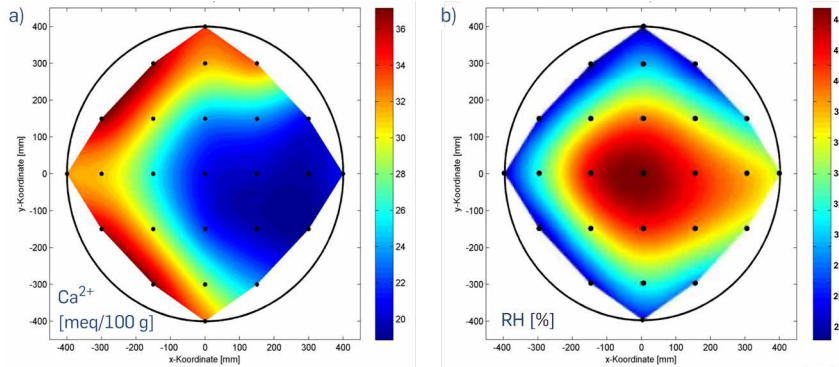 a)
400
300
200
100
0
-100
-200
-300
-400
y-Koordinate [mm]
-400 -300 -200 -100 0 100 200 300 400
x-Koordinate [mm]
Ca²⁺
[meq/100 g]
36
34
32
30
28
26
24
22
20
b)
400
300
200
100
0
-100
-200
-300
-400
y-Koordinate [mm]
-400 -300 -200 -100 0 100 200 300 400
x-Koordinate [mm]
RH [%]